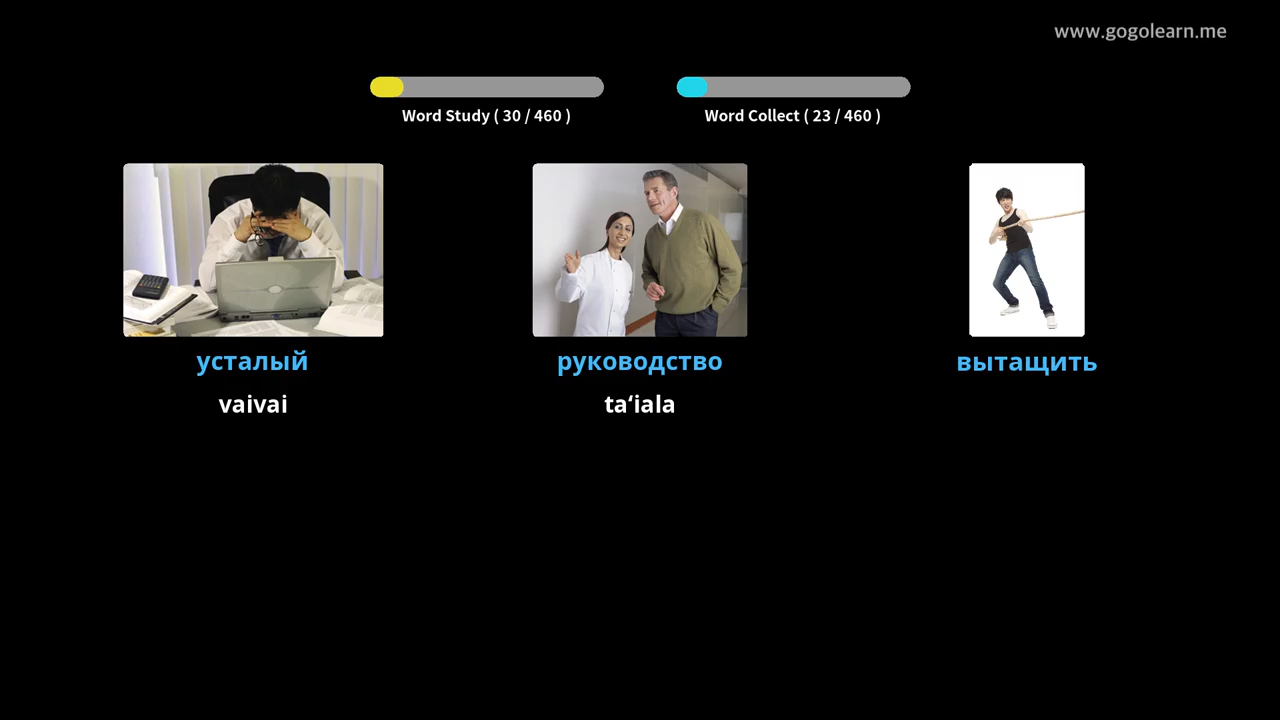 www.gogolearn.me
Word Study ( 30 / 460 )
Word Collect ( 23 / 460 )
усталый
руководство
вытащить
vaivai
ta‘iala